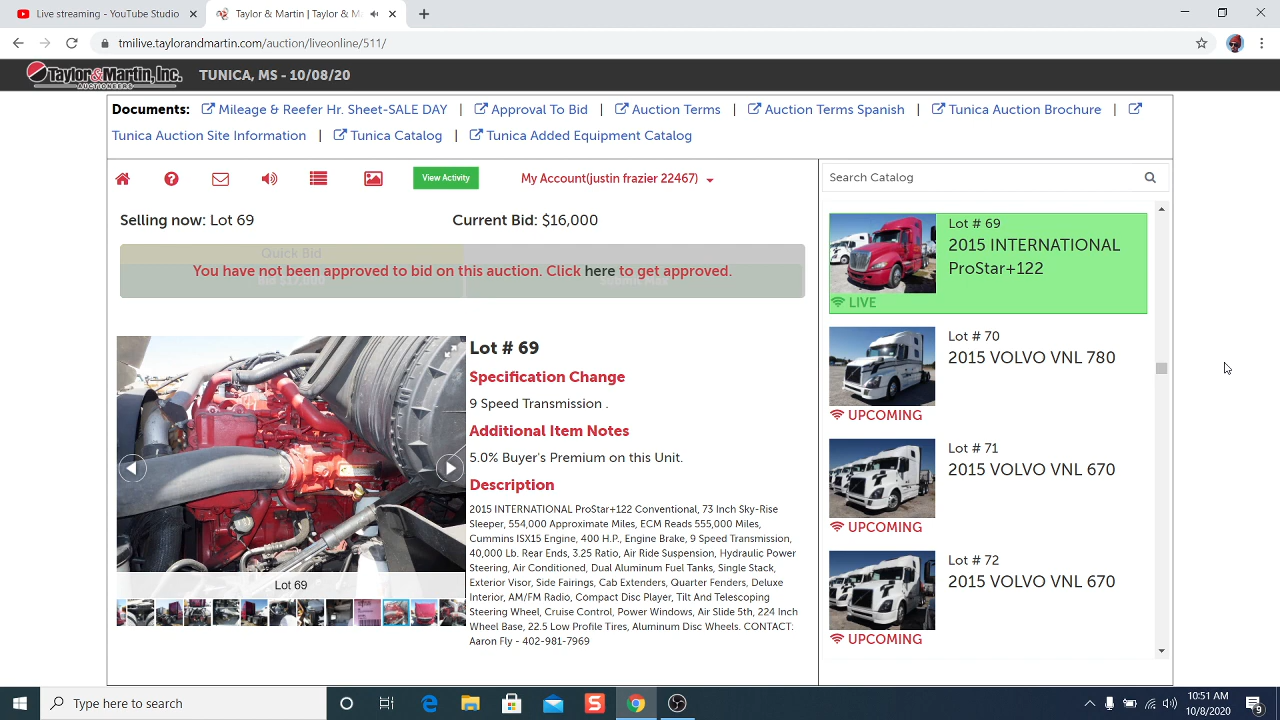 Live streaming - YouTube Studio
Taylor & Martin | Taylor & M
tmilive.taylorandmartin.com/auction/liveonline/511/
Taylor & Martin, Inc. TUNICA, MS - 10/08/20
AUCTIONEERS
Documents: Mileage & Reefer Hr. Sheet-SALE DAY | Approval To Bid | Auction Terms | Auction Terms Spanish | Tunica Auction Brochure |
Tunica Auction Site Information | Tunica Catalog | Tunica Added Equipment Catalog
View Activity
My Account(justin frazier 22467)
Selling now: Lot 69
Current Bid: $16,000
Quick Bid
You have not been approved to bid on this auction. Click here to get approved.
Bid $17,000
Submit Max
Lot 69
Lot # 69
Specification Change
9 Speed Transmission .
Additional Item Notes
5.0% Buyer's Premium on this Unit.
Description
2015 INTERNATIONAL ProStar+122 Conventional, 73 Inch Sky-Rise
Sleeper, 554,000 Approximate Miles, ECM Reads 555,000 Miles,
Cummins ISX15 Engine, 400 H.P., Engine Brake, 9 Speed Transmission,
40,000 Lb. Rear Ends, 3.25 Ratio, Air Ride Suspension, Hydraulic Power
Steering, Air Conditioned, Dual Aluminum Fuel Tanks, Single Stack,
Exterior Visor, Side Fairings, Cab Extenders, Quarter Fenders, Deluxe
Interior, AM/FM Radio, Compact Disc Player, Tilt And Telescoping
Steering Wheel, Cruise Control, Power Windows, Air Slide 5th, 224 Inch
Wheel Base, 22.5 Low Profile Tires, Aluminum Disc Wheels. CONTACT:
Aaron Fly - 402-981-7969
Search Catalog
Lot # 69
2015 INTERNATIONAL
ProStar+122
LIVE
Lot # 70
2015 VOLVO VNL 780
UPCOMING
Lot # 71
2015 VOLVO VNL 670
UPCOMING
Lot # 72
2015 VOLVO VNL 670
UPCOMING
Type here to search
10:51 AM
10/8/2020
9